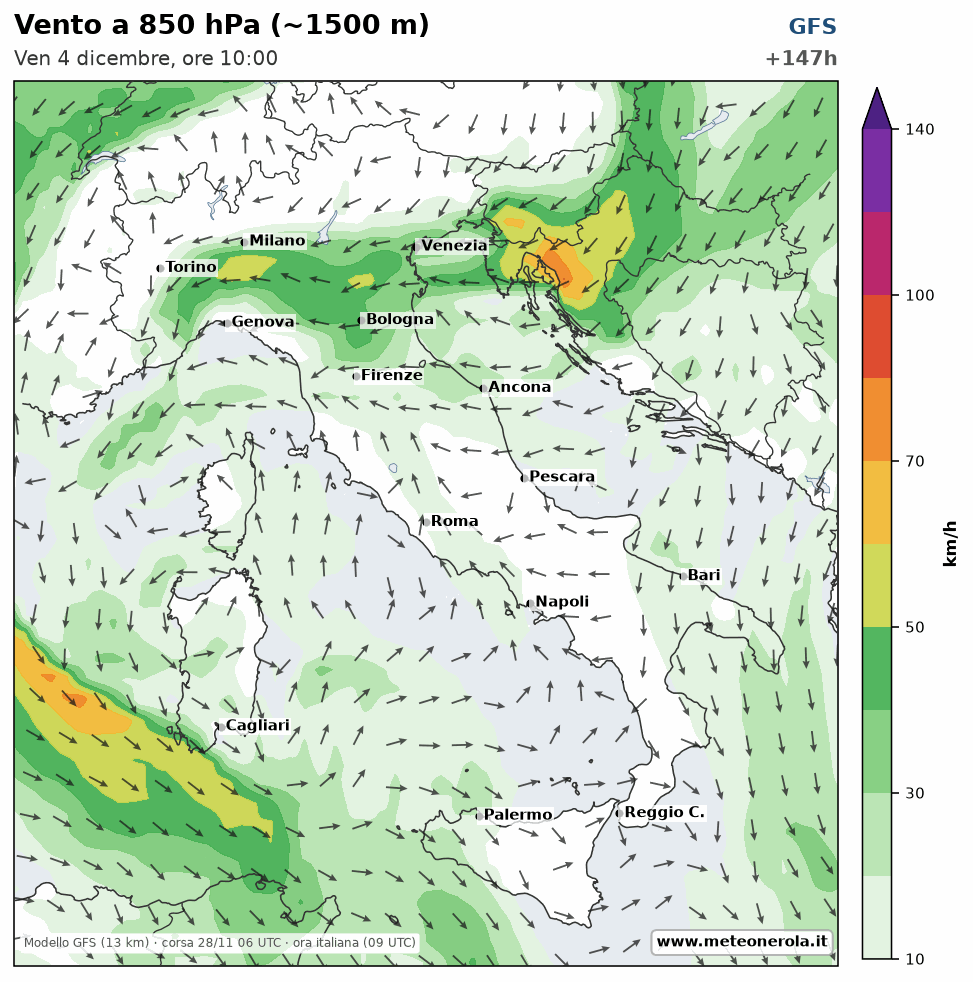 Vento a 850 hPa (~1500 m)
GFS
Ven 4 dicembre, ore 10:00
+147h
140
Milano
Venezia
Torino
100
Bologna
Genova
Firenze
Ancona
70
Pescara
Roma
km/h
Bari
Napoli
50
Cagliari
30
Palermo
Reggio C.
Modello GFS (13 km) · corsa 28/11 06 UTC · ora italiana (09 UTC)
www.meteonerola.it
10